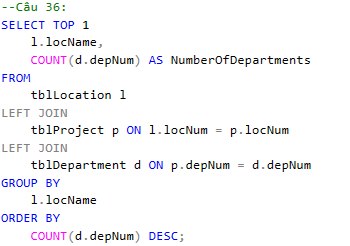 --Câu 36:
SELECT TOP 1
l.locName,
COUNT(d.depNum) AS NumberOfDepartments
FROM
tblLocation l
LEFT JOIN
tblProject p ON l.locNum = p.locNum
LEFT JOIN
tblDepartment d ON p.depNum = d.depNum
GROUP BY
l.locName
ORDER BY
COUNT(d.depNum) DESC;